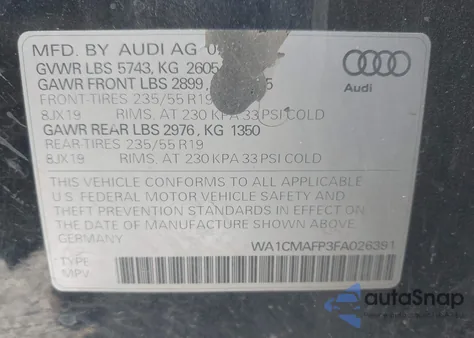 MFD. BY AUDI AG
GVWR LBS 5743, KG 2605
GAWR FRONT LBS 2899,
FRONT-TIRES 235/55 R19
8JX19 RIMS, AT 230 KPA 33 PSI COLD
GAWR REAR LBS 2976, KG 1350
REAR-TIRES 235/55 R19
8JX19 RIMS, AT 230 KPA 33 PSI COLD
THIS VEHICLE CONFORMS TO ALL APPLICABLE
U.S. FEDERAL MOTOR VEHICLE SAFETY AND
THEFT PREVENTION STANDARDS IN EFFECT ON
THE DATE OF MANUFACTURE SHOWN ABOVE
GERMANY
WA1CMAFP3FA026381
TYPE
MPV
Audi
autoSnap
www.autosnap.pro